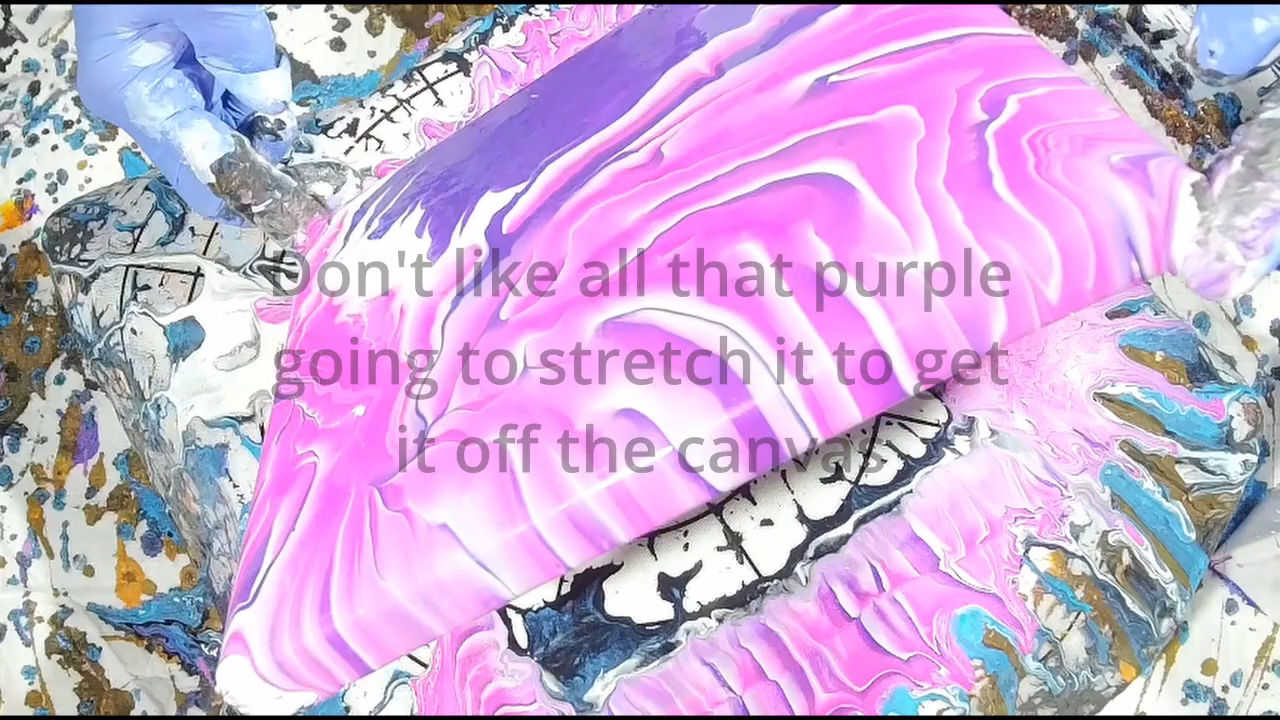 Don't like all that purple
going to stretch it to get
it off the canvas